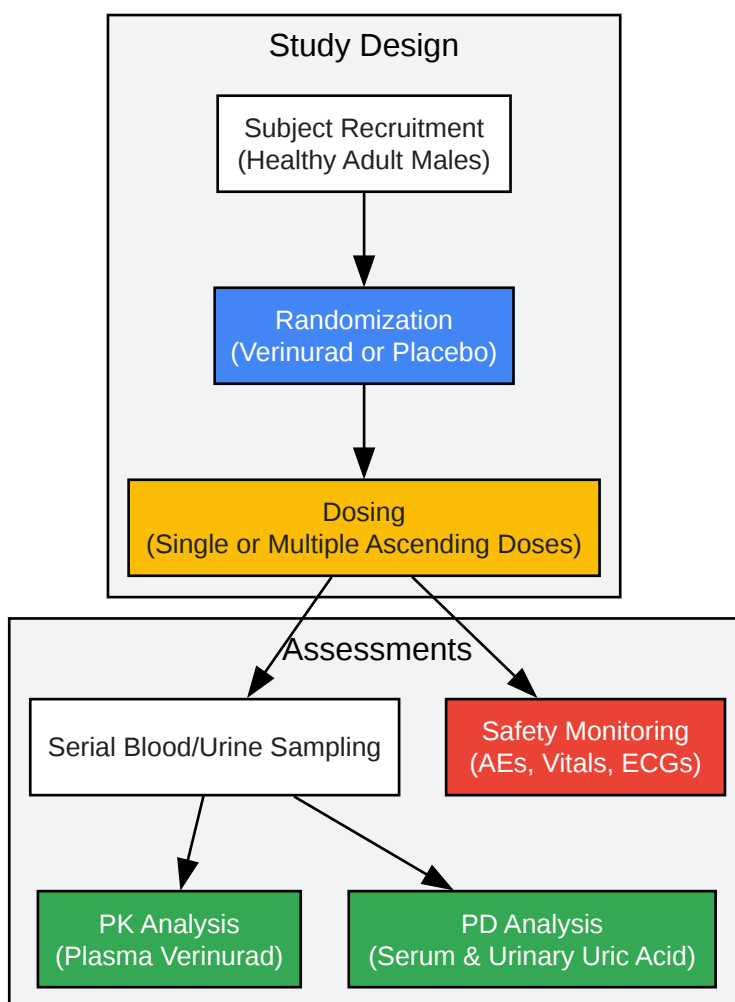 Study Design
Subject Recruitment
(Healthy Adult Males)
Randomization
(Verinurad or Placebo)
Dosing
(Single or Multiple Ascending Doses)
Assessments
Serial Blood/Urine Sampling
Safety Monitoring
(AEs, Vitals, ECGs)
PK Analysis
(Plasma Verinurad)
PD Analysis
(Serum & Urinary Uric Acid)